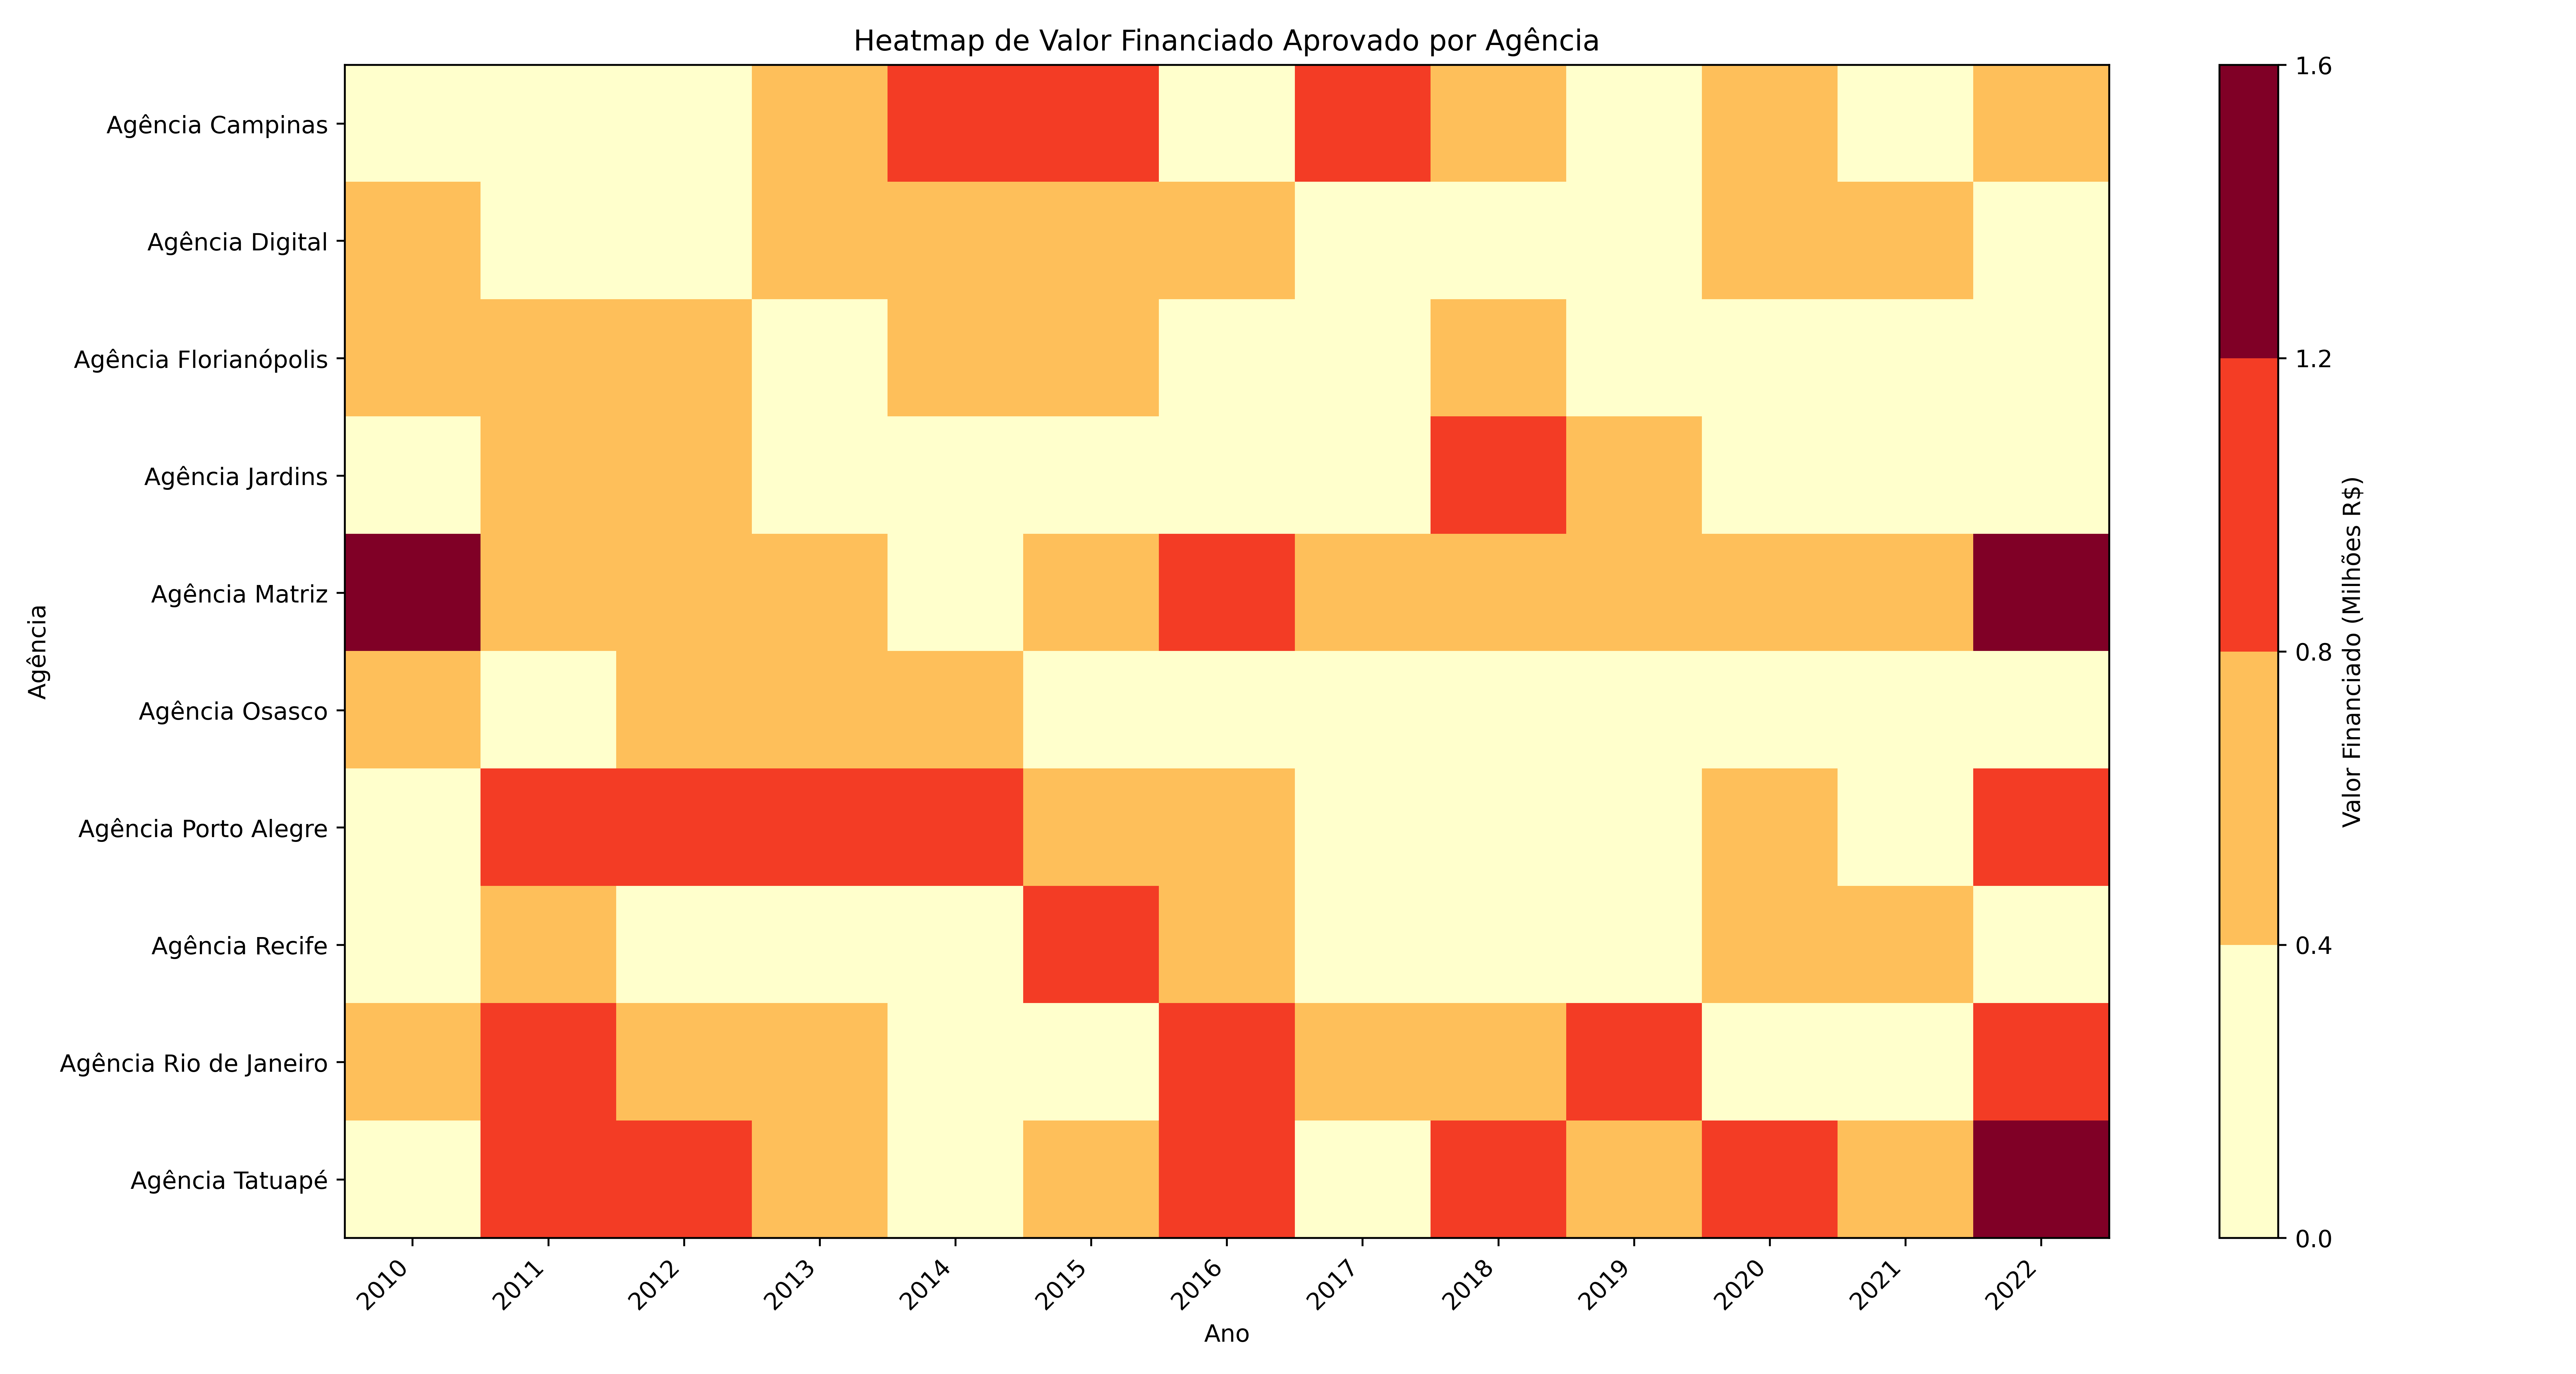 Heatmap de Valor Financiado Aprovado por Agência
Agência
Agência Campinas
Agência Digital
Agência Florianópolis
Agência Jardins
Agência Matriz
Agência Osasco
Agência Porto Alegre
Agência Recife
Agência Rio de Janeiro
Agência Tatuapé
2010
2011
2012
2013
2014
2015
2016
2017
2018
2019
2020
2021
2022
Ano
1.6
1.2
0.8
0.4
0.0
Valor Financiado (Milhões R$)